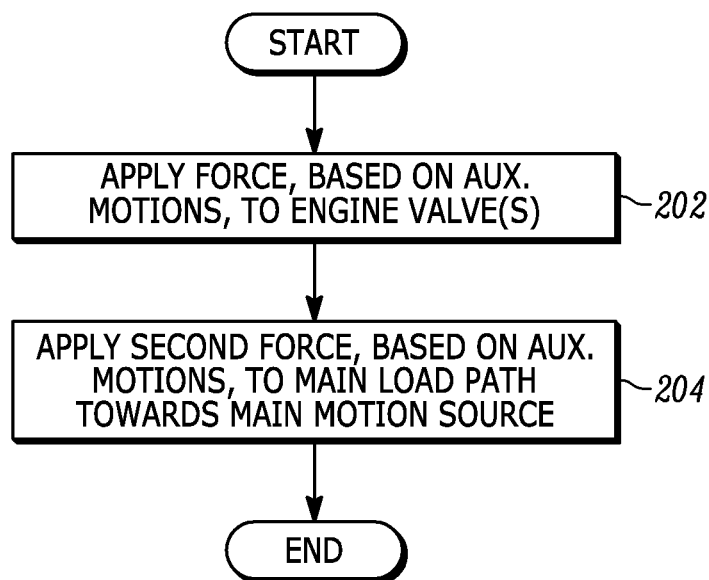 START
APPLY FORCE, BASED ON AUX.
MOTIONS, TO ENGINE VALVE(S)
202
APPLY SECOND FORCE, BASED ON AUX.
MOTIONS, TO MAIN LOAD PATH
TOWARDS MAIN MOTION SOURCE
204
END